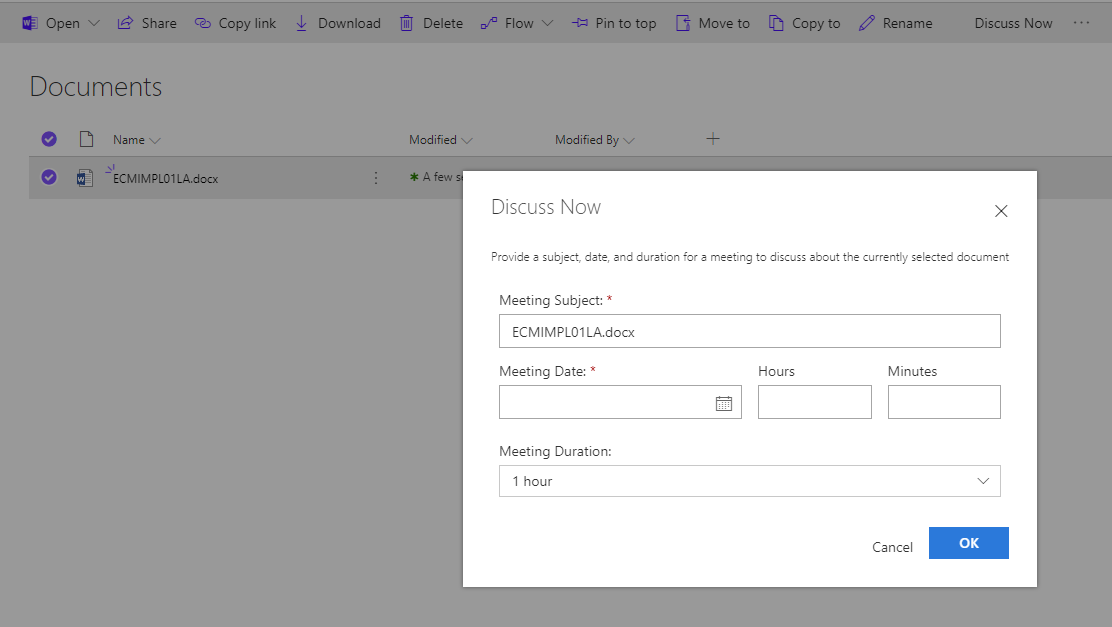 Open Share Copy link Download Delete Flow Pin to top Move to Copy to Rename Discuss Now ...
Documents
Name Modified Modified By
ECMIMPL01LA.docx A few
Discuss Now
Provide a subject, date, and duration for a meeting to discuss about the currently selected document
Meeting Subject: *
ECMIMPL01LA.docx
Meeting Date: * Hours Minutes
Meeting Duration:
1 hour
Cancel OK